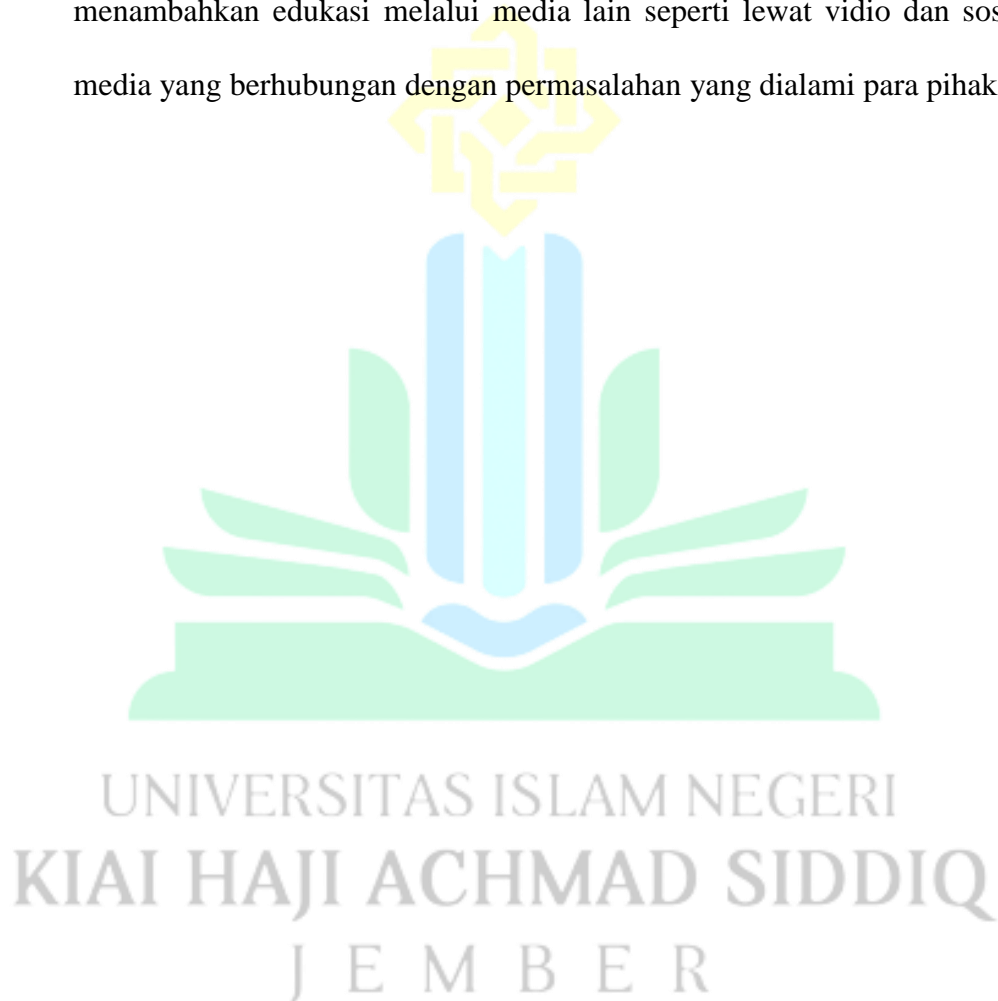 menambahkan edukasi melalui media lain seperti lewat vidio dan sos
media yang berhubungan dengan permasalahan yang dialami para pihak
UNIVERSITAS ISLAM NEGERI
KIAI HAJI ACHMAD SIDDIQ
JEMBER